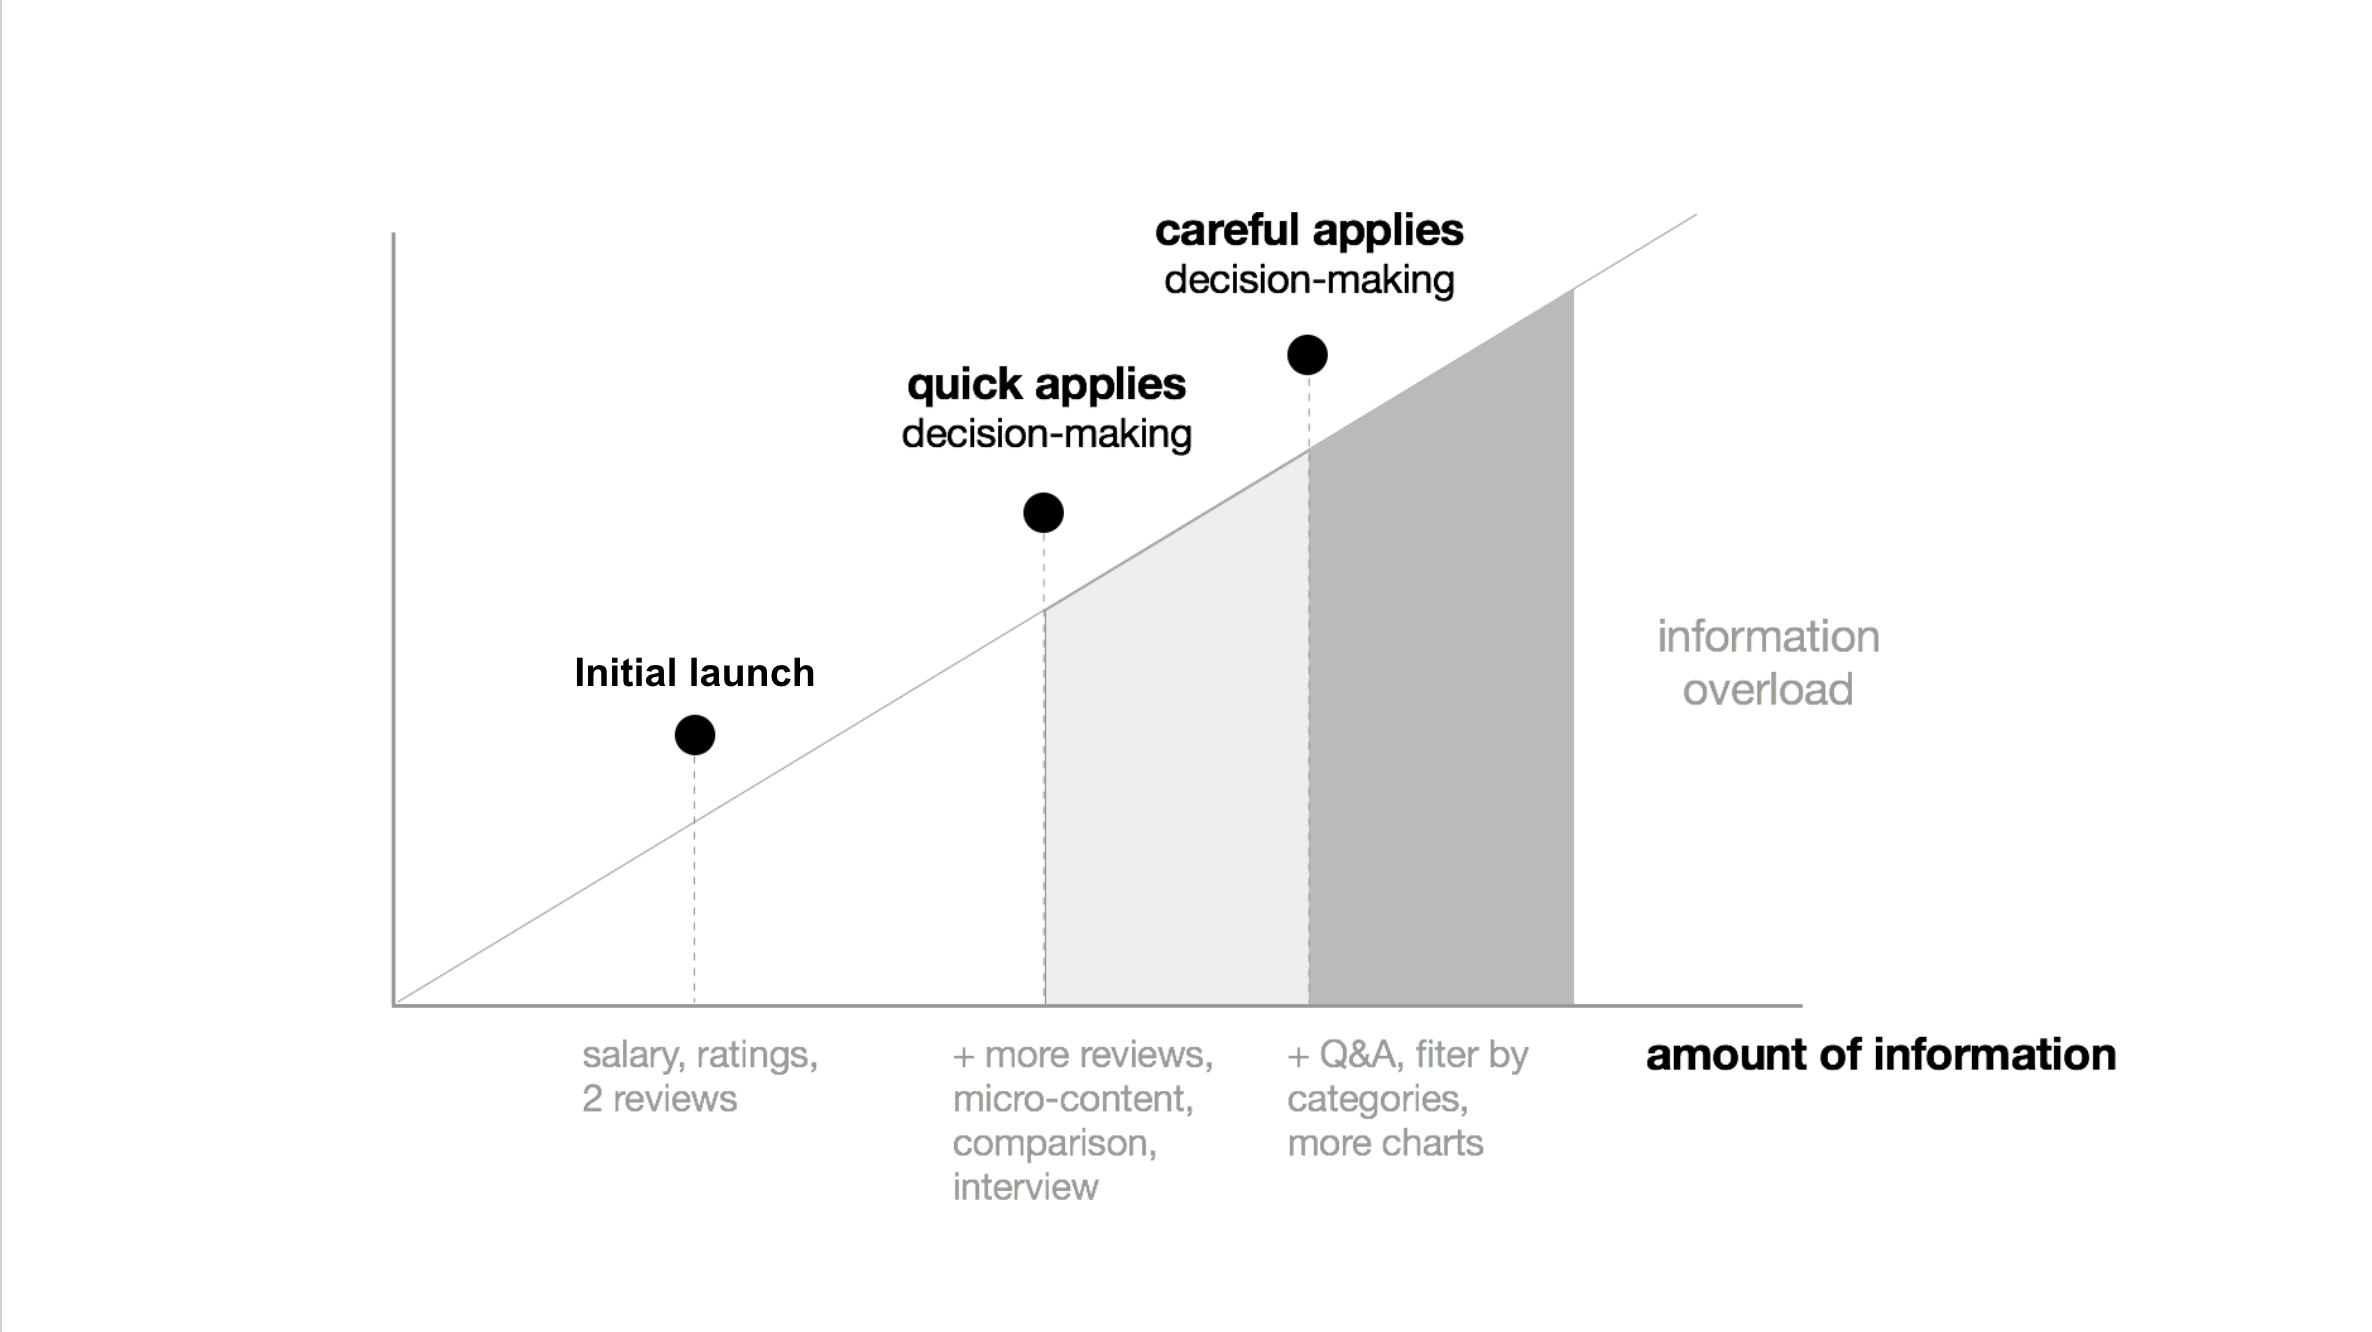 careful applies
decision-making
quick applies
decision-making
Initial launch
information
overload
salary, ratings,
2 reviews
+ more reviews,
micro-content,
comparison,
interview
+ Q&A, fiter by
categories,
more charts
amount of information